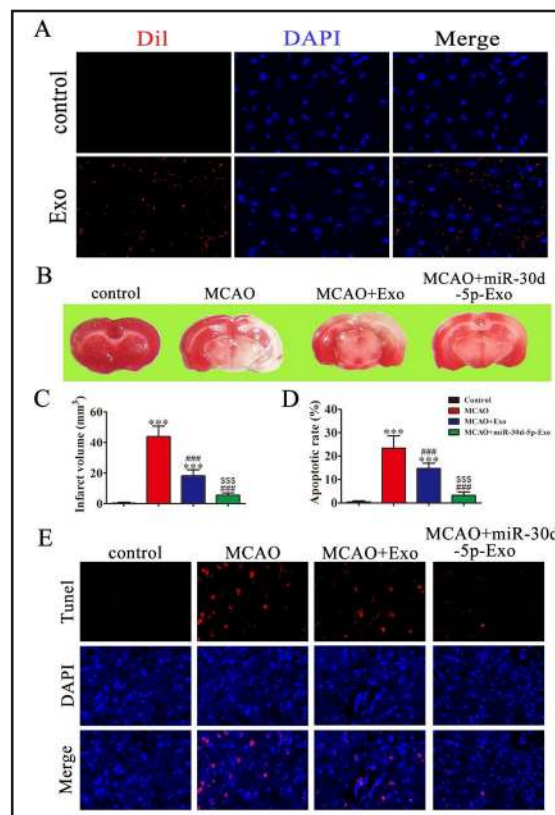 A
Dil DAPI Merge
control
Exo
B
control MCAO MCAO+Exo MCAO+miR-30d
-5p-Exo
C
Infaret volume (mm³)
60
40
20
0
***
###
***
$$$
###
D
Control
MCAO
MCAO+Exo
MCAO+miR-30d-5p-Exo
Apoptotic rate (%)
40
30
20
10
0
***
###
***
$$$
###
E
control MCAO MCAO+Exo MCAO+miR-30d
-5p-Exo
Tunel
DAPI
Merge